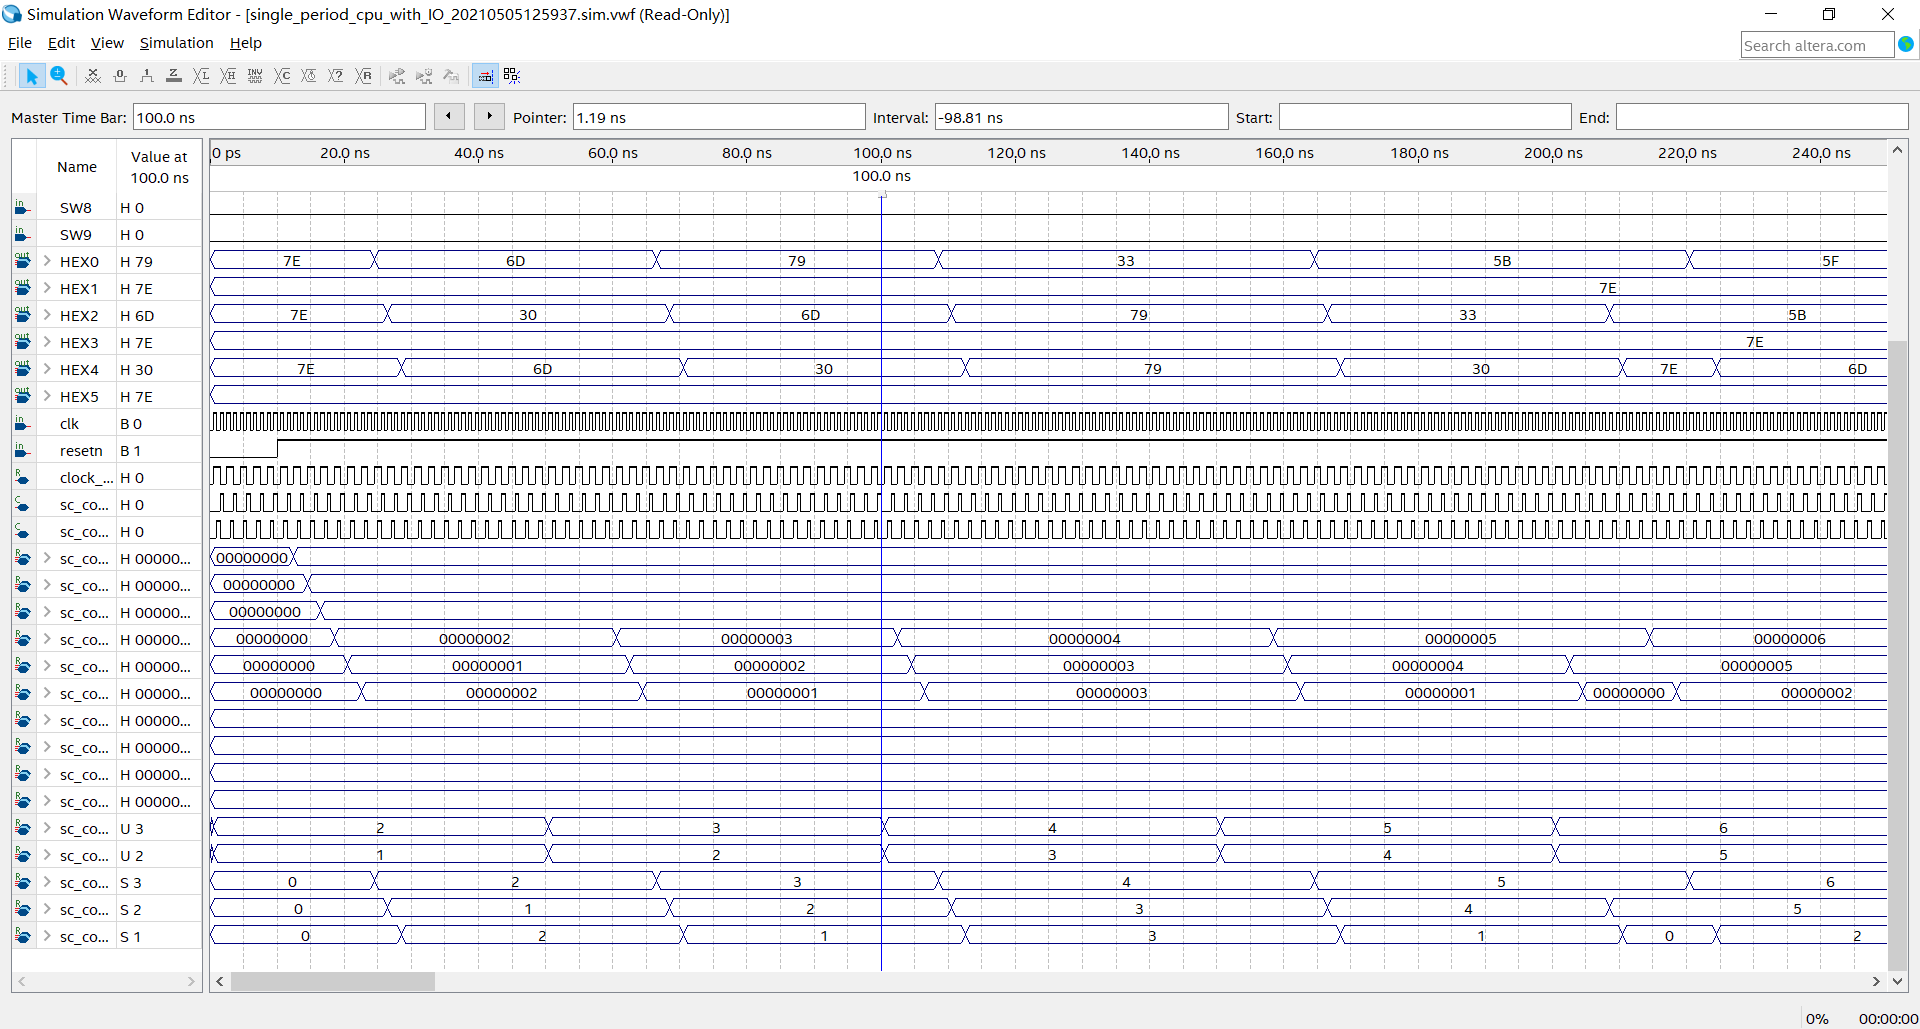 Simulation Waveform Editor - [single_period_cpu_with_IO_20210505125937.sim.vwf (Read-Only)]
File Edit View Simulation Help
Search altera.com
Master Time Bar: 100.0 ns Pointer: 1.19 ns Interval: -98.81 ns Start: End:
Name Value at 100.0 ns
0 ps 20.0 ns 40.0 ns 60.0 ns 80.0 ns 100.0 ns 120.0 ns 140.0 ns 160.0 ns 180.0 ns 200.0 ns 220.0 ns 240.0 ns
100.0 ns
SW8 H 0
SW9 H 0
HEX0 H 79 7E 6D 79 33 5B 5F
HEX1 H 7E 7E
HEX2 H 6D 7E 30 6D 79 33 5B
HEX3 H 7E 7E
HEX4 H 30 7E 6D 30 79 30 7E 6D
HEX5 H 7E
clk B 0
resetn B 1
clock_... H 0
sc_co... H 0
sc_co... H 0
sc_co... H 00000... 00000000
sc_co... H 00000... 00000000
sc_co... H 00000... 00000000
sc_co... H 00000... 00000000 00000002 00000003 00000004 00000005 00000006
sc_co... H 00000... 00000000 00000001 00000002 00000003 00000004 00000005
sc_co... H 00000... 00000000 00000002 00000001 00000003 00000001 00000000 00000002
sc_co... H 00000...
sc_co... H 00000...
sc_co... H 00000...
sc_co... H 00000...
sc_co... U 3 2 3 4 5 6
sc_co... U 2 1 2 3 4 5
sc_co... S 3 0 2 3 4 5 6
sc_co... S 2 0 1 2 3 4 5
sc_co... S 1 0 2 1 3 1 0 2
0% 00:00:00